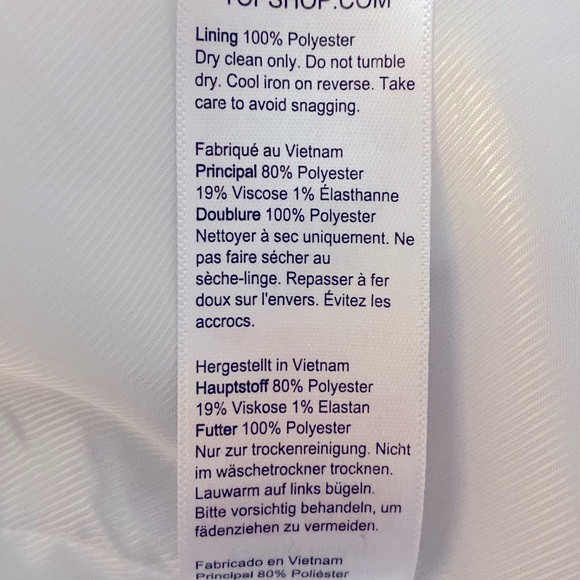 TOPSHOP.COM
Lining 100% Polyester
Dry clean only. Do not tumble
dry. Cool iron on reverse. Take
care to avoid snagging.
Fabriqué au Vietnam
Principal 80% Polyester
19% Viscose 1% Élasthanne
Doublure 100% Polyester
Nettoyer à sec uniquement. Ne
pas faire sécher au
sèche-linge. Repasser à fer
doux sur l'envers. Évitez les
accrocs.
Hergestellt in Vietnam
Hauptstoff 80% Polyester
19% Viskose 1% Elastan
Futter 100% Polyester
Nur zur trockenreinigung. Nicht
im wäschetrockner trocknen.
Lauwarm auf links bügeln.
Bitte vorsichtig behandeln, um
fädenziehen zu vermeiden.
Fabricado en Vietnam
Principal 80% Poliéster